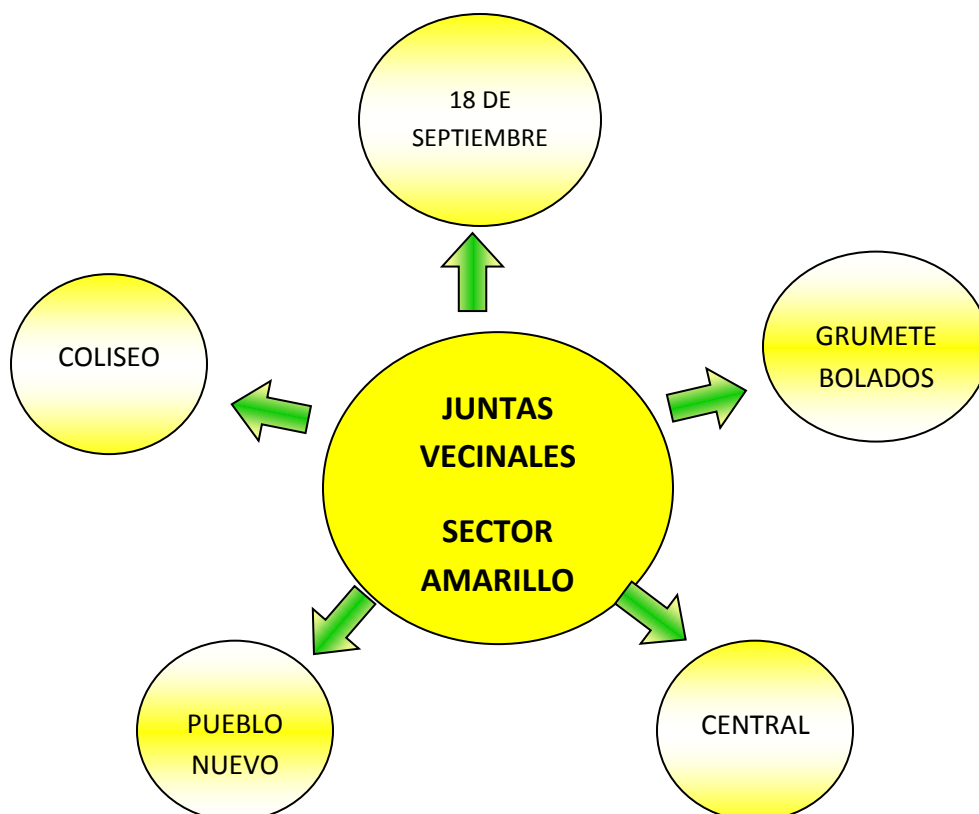 18 DE
SEPTIEMBRE
COLISEO
GRUMETE
BOLADOS
JUNTAS
VECINALES
SECTOR
AMARILLO
PUEBLO
NUEVO
CENTRAL